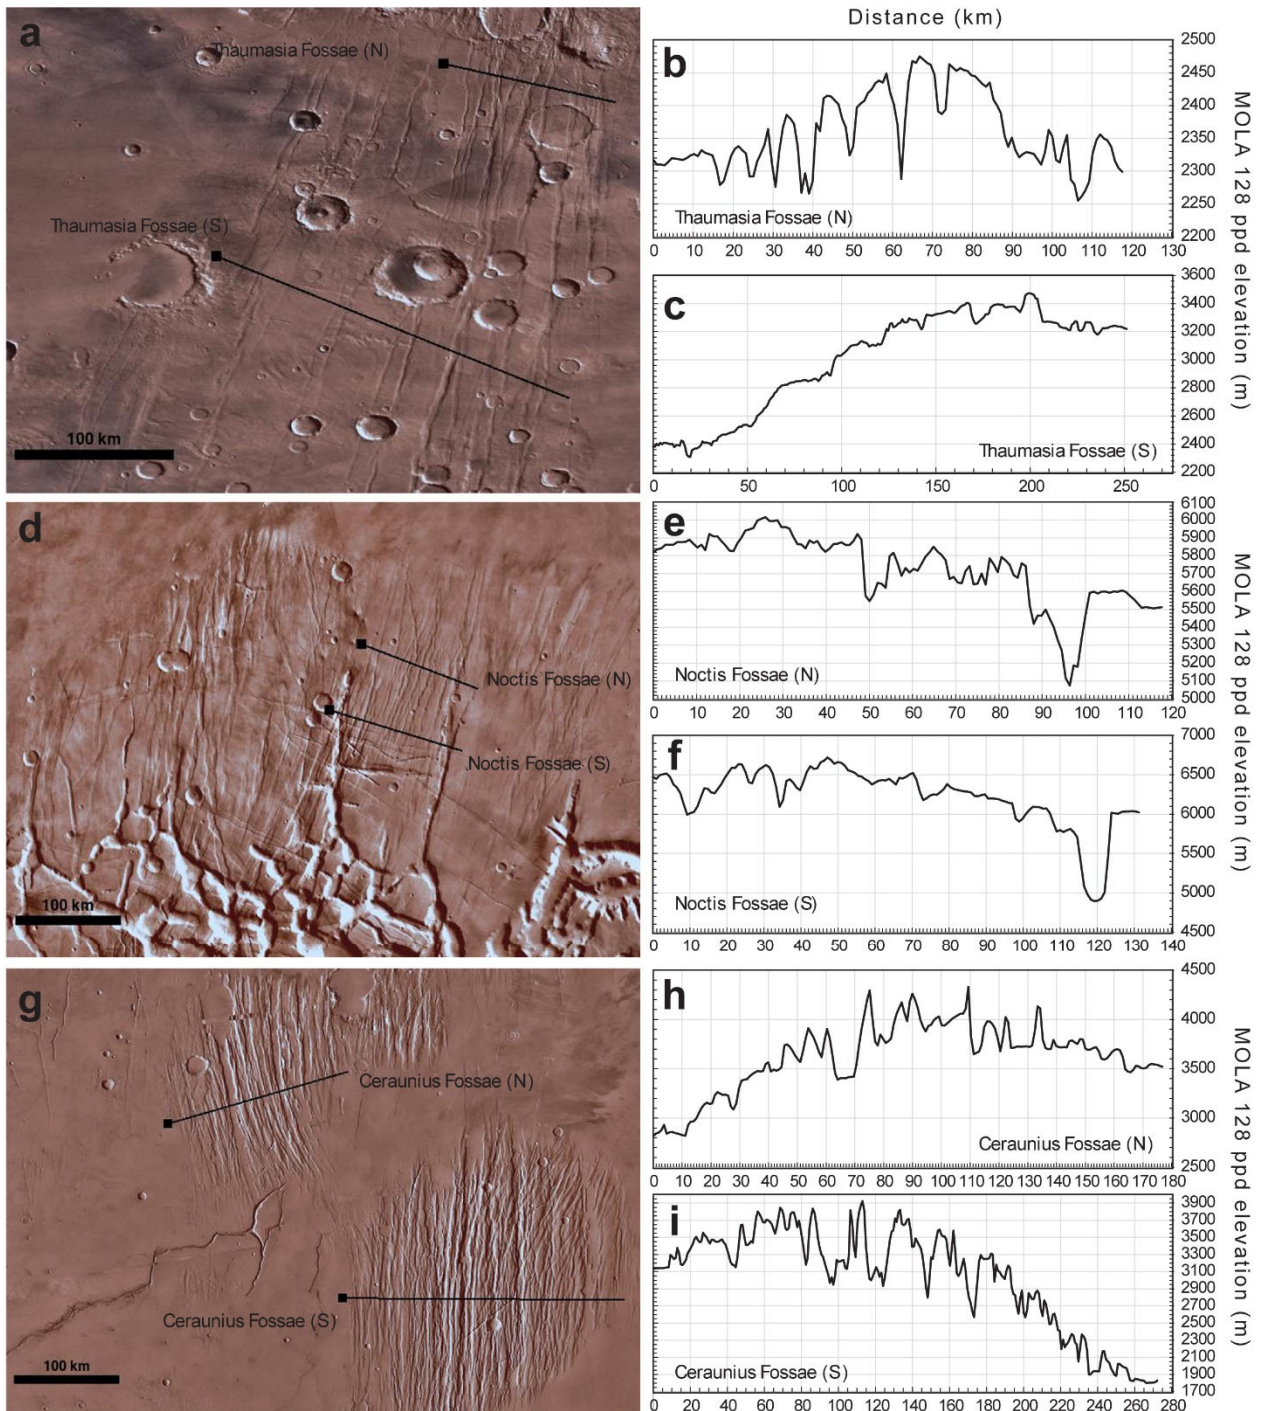 a
Thaumasia Fossae (N)
Thaumasia Fossae (S)
100 km
Distance (km)
b
2500
2450
2400
2350
2300
2250
2200
Thaumasia Fossae (N)
0 10 20 30 40 50 60 70 80 90 100 110 120 130
MOLA 128 ppd elevation (m)
c
3600
3400
3200
3000
2800
2600
2400
2200
Thaumasia Fossae (S)
0 50 100 150 200 250
d
Noctis Fossae (N)
Noctis Fossae (S)
100 km
e
6100
6000
5900
5800
5700
5600
5500
5400
5300
5200
5100
5000
Noctis Fossae (N)
0 10 20 30 40 50 60 70 80 90 100 110 120
MOLA 128 ppd elevation (m)
f
7000
6500
6000
5500
5000
4500
Noctis Fossae (S)
0 10 20 30 40 50 60 70 80 90 100 110 120 130 140
g
Ceraunius Fossae (N)
Ceraunius Fossae (S)
100 km
h
4500
4000
3500
3000
2500
Ceraunius Fossae (N)
0 10 20 30 40 50 60 70 80 90 100 110 120 130 140 150 160 170 180
MOLA 128 ppd elevation (m)
i
3900
3700
3500
3300
3100
2900
2700
2500
2300
2100
1900
1700
Ceraunius Fossae (S)
0 20 40 60 80 100 120 140 160 180 200 220 240 260 280